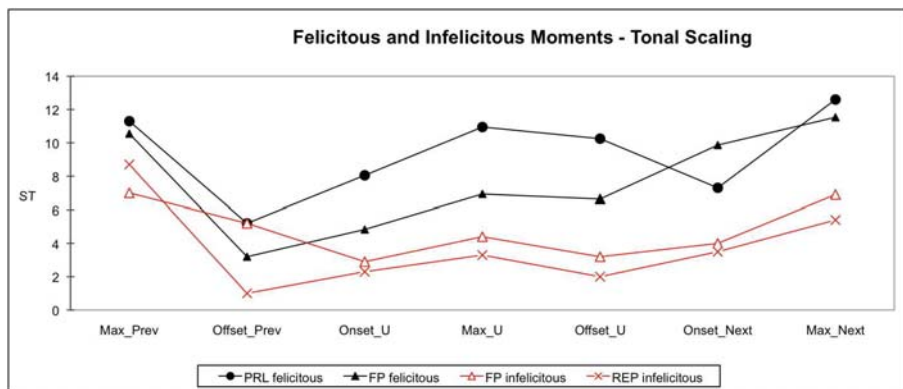 Felicitous and Infelicitous Moments - Tonal Scaling
14
12
10
8
6
4
2
0
ST
Max_Prev Offset_Prev Onset_U Max_U Offset_U Onset_Next Max_Next
PRL felicitous FP felicitous FP infelicitous REP infelicitous